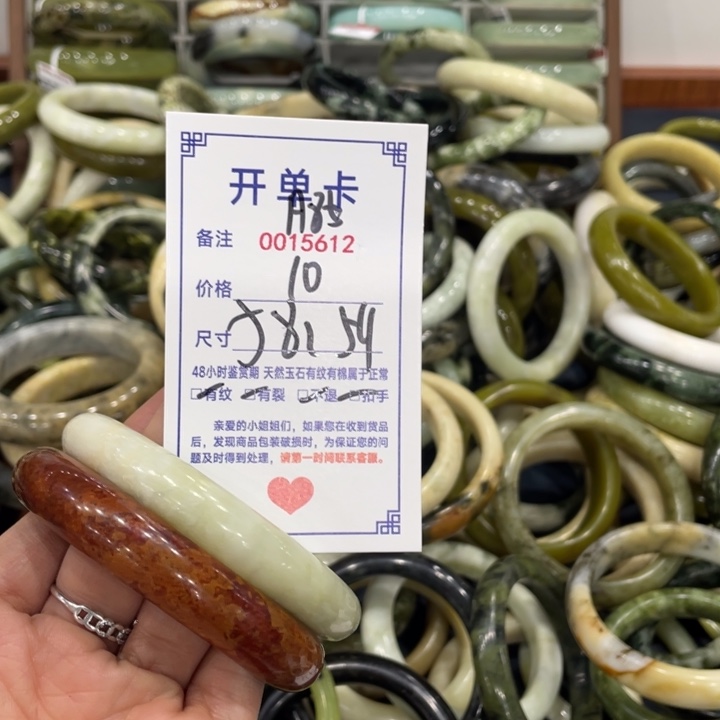 开单卡
A85
备注 0015612
价格 10
尺寸 58.54
48小时鉴赏期 天然玉石有纹有棉属于正常
□有纹 □有裂 □不退 □扣手
亲爱的小姐姐们，如果您在收到货品
后，发现商品包装破损时，为保证您的问
题及时得到处理，请第一时间联系客服。